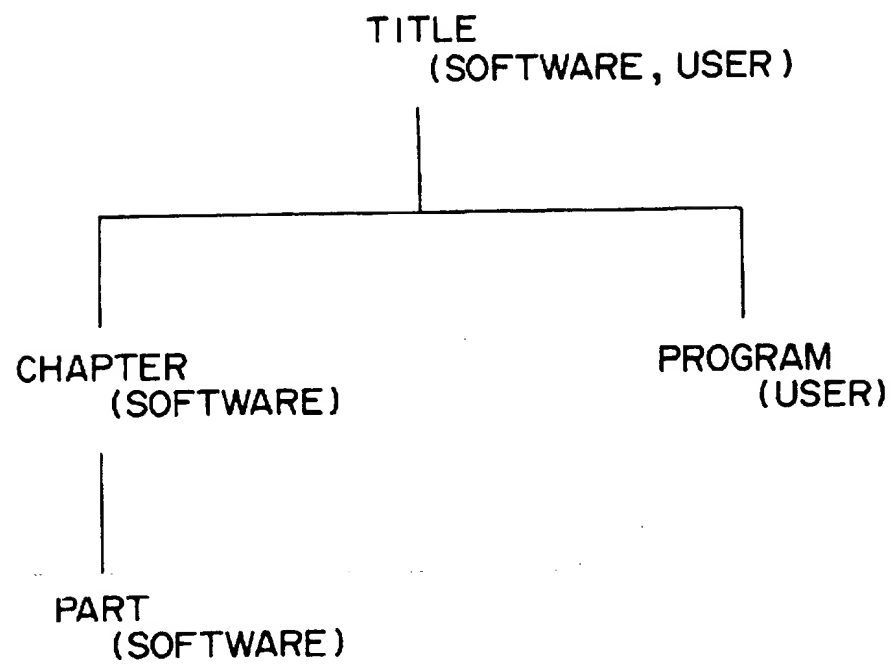 TITLE
(SOFTWARE, USER)
CHAPTER
(SOFTWARE)
PROGRAM
(USER)
PART
(SOFTWARE)